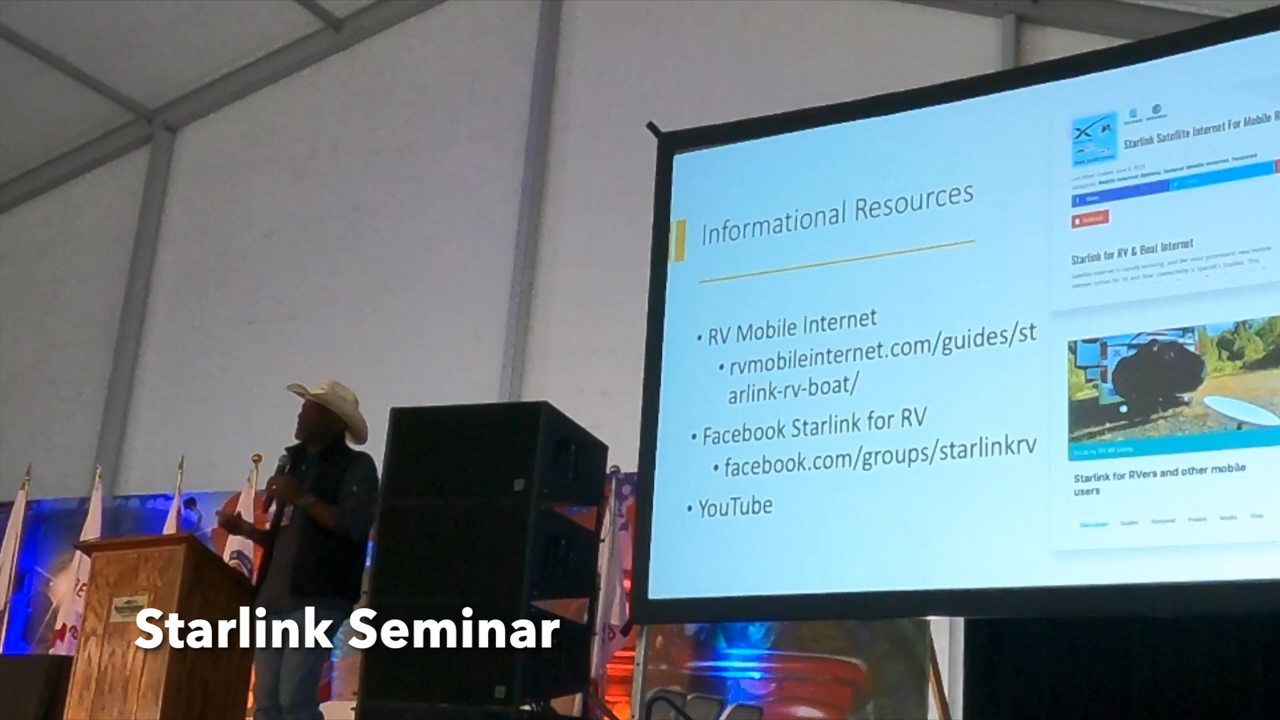 Informational Resources
• RV Mobile Internet
• rvmobileinternet.com/guides/st
arlink-rv-boat/
• Facebook Starlink for RV
• facebook.com/groups/starlinkrv
• YouTube
Starlink Satellite Internet For Mobile R
Starlink for RV & Boat Internet
Starlink for RVers and other mobile
users
Starlink Seminar